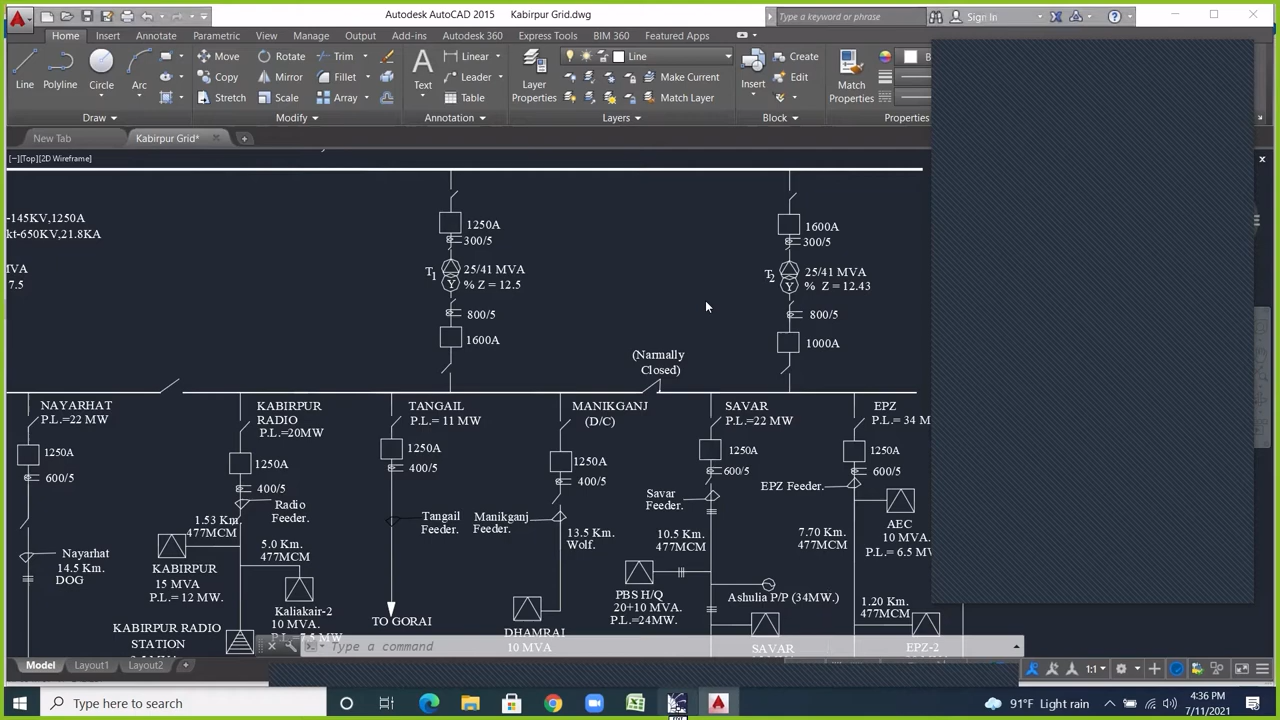 Autodesk AutoCAD 2015 Kabirpur Grid.dwg
Type a keyword or phrase
Sign In
Home Insert Annotate Parametric View Manage Output Add-ins Autodesk 360 Express Tools BIM 360 Featured Apps
Line Polyline Circle Arc
Move Rotate Trim
Copy Mirror Fillet
Stretch Scale Array
Text Linear
Leader
Table
Layer Properties
Line
Make Current
Match Layer
Insert Create
Edit
Match Properties
B
Draw Modify Annotation Layers Block Properties
New Tab Kabirpur Grid*
[−][Top][2D Wireframe]
-145KV,1250A
kt-650KV,21.8KA
MVA
7.5
1250A
300/5
T1
25/41 MVA
% Z = 12.5
800/5
1600A
1600A
300/5
T2
25/41 MVA
% Z = 12.43
800/5
1000A
(Narmally
Closed)
NAYARHAT
P.L.=22 MW
1250A
600/5
Nayarhat
14.5 Km.
DOG
KABIRPUR
RADIO
P.L.=20MW
1250A
400/5
Radio
Feeder.
1.53 Km.
477MCM
5.0 Km.
477MCM
KABIRPUR
15 MVA
P.L.= 12 MW.
Kaliakair-2
10 MVA.
P.L.=7.5 MW
KABIRPUR RADIO
STATION
TANGAIL
P.L.= 11 MW
1250A
400/5
Tangail
Feeder.
TO GORAI
MANIKGANJ
(D/C)
1250A
400/5
Manikganj
Feeder.
13.5 Km.
Wolf.
DHAMRAI
10 MVA
SAVAR
P.L.=22 MW
1250A
600/5
Savar
Feeder.
10.5 Km.
477MCM
PBS H/Q
20+10 MVA.
P.L.=24MW.
Ashulia P/P (34MW.)
SAVAR
EPZ
P.L.= 34 M
1250A
600/5
EPZ Feeder.
AEC
10 MVA.
P.L.= 6.5 M
7.70 Km.
477MCM
1.20 Km.
477MCM
EPZ-2
Type a command
Model Layout1 Layout2
1:1
Type here to search
91°F Light rain
4:36 PM
7/11/2021